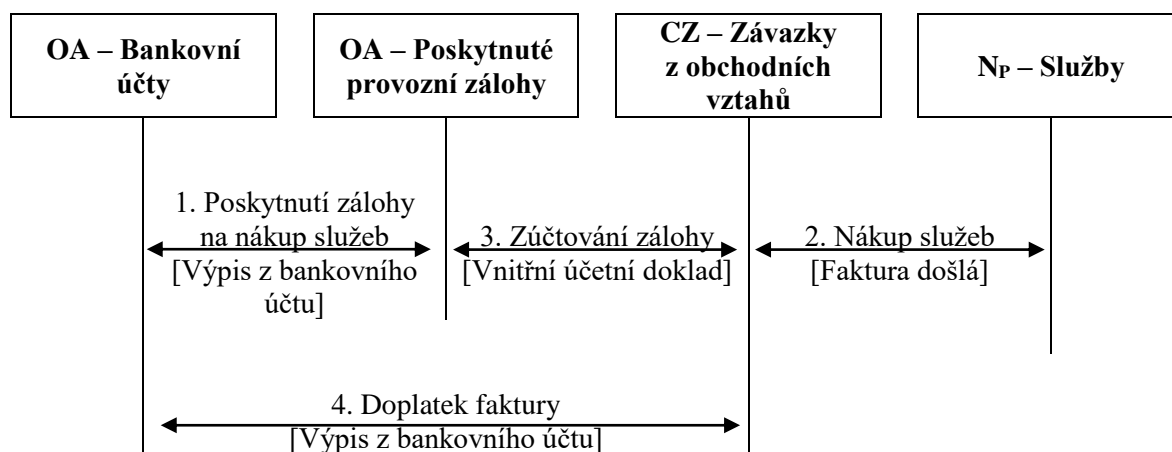 OA – Bankovní
účty
OA – Poskytnuté
provozní zálohy
CZ – Závazky
z obchodních
vztahů
NP – Služby
1. Poskytnutí zálohy
na nákup služeb
[Výpis z bankovního
účtu]
3. Zúčtování zálohy
[Vnitřní účetní doklad]
2. Nákup služeb
[Faktura došlá]
4. Doplatek faktury
[Výpis z bankovního účtu]